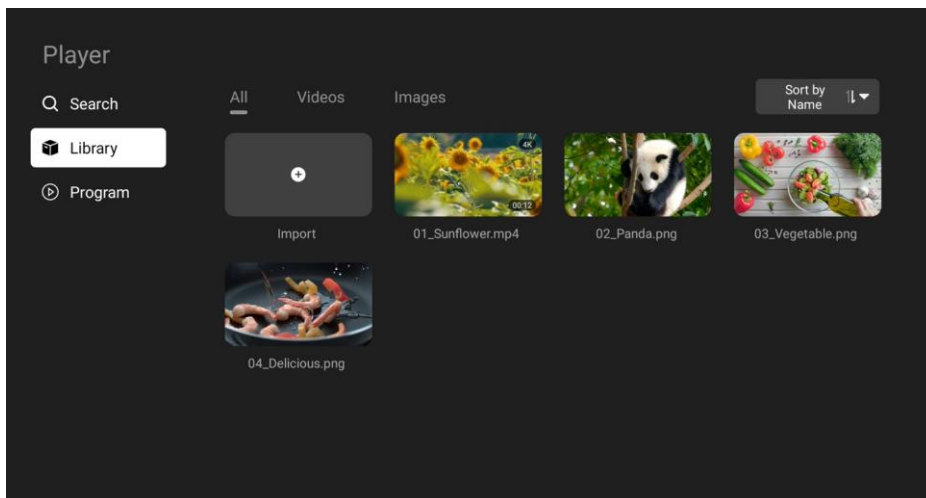 Player
Search
Library
Program
All
Videos
Images
Sort by
Name
4K
00:12
Import
01_Sunflower.mp4
02_Panda.png
03_Vegetable.png
04_Delicious.png